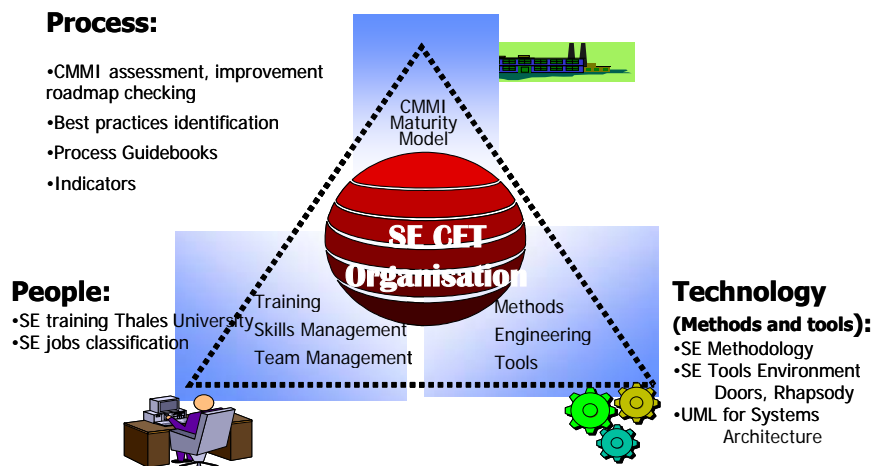 Process:
•CMMI assessment, improvement
roadmap checking
•Best practices identification
•Process Guidebooks
•Indicators
CMMI
Maturity
Model
SE CET
Organisation
People:
•SE training Thales University
•SE jobs classification
Training
Skills Management
Team Management
Methods
Engineering
Tools
Technology
(Methods and tools):
•SE Methodology
•SE Tools Environment
Doors, Rhapsody
•UML for Systems
Architecture